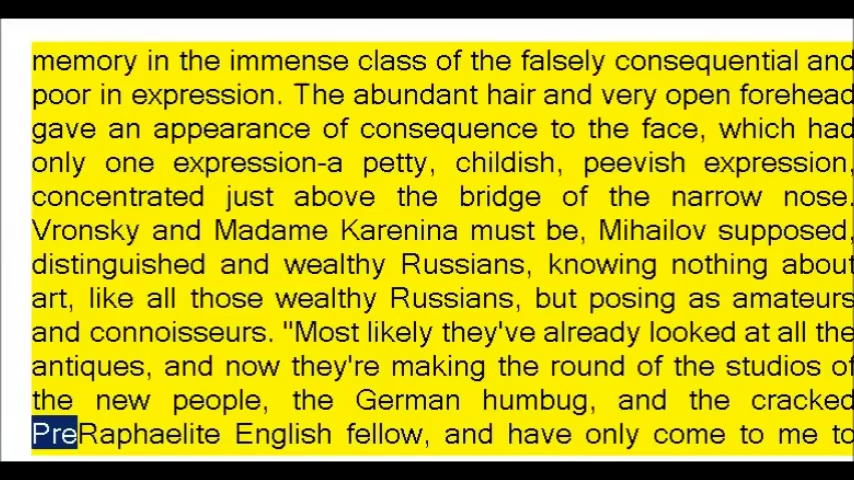 memory in the immense class of the falsely consequential and
poor in expression. The abundant hair and very open forehead
gave an appearance of consequence to the face, which had
only one expression-a petty, childish, peevish expression,
concentrated just above the bridge of the narrow nose.
Vronsky and Madame Karenina must be, Mihailov supposed,
distinguished and wealthy Russians, knowing nothing about
art, like all those wealthy Russians, but posing as amateurs
and connoisseurs. "Most likely they've already looked at all the
antiques, and now they're making the round of the studios of
the new people, the German humbug, and the cracked
PreRaphaelite English fellow, and have only come to me to